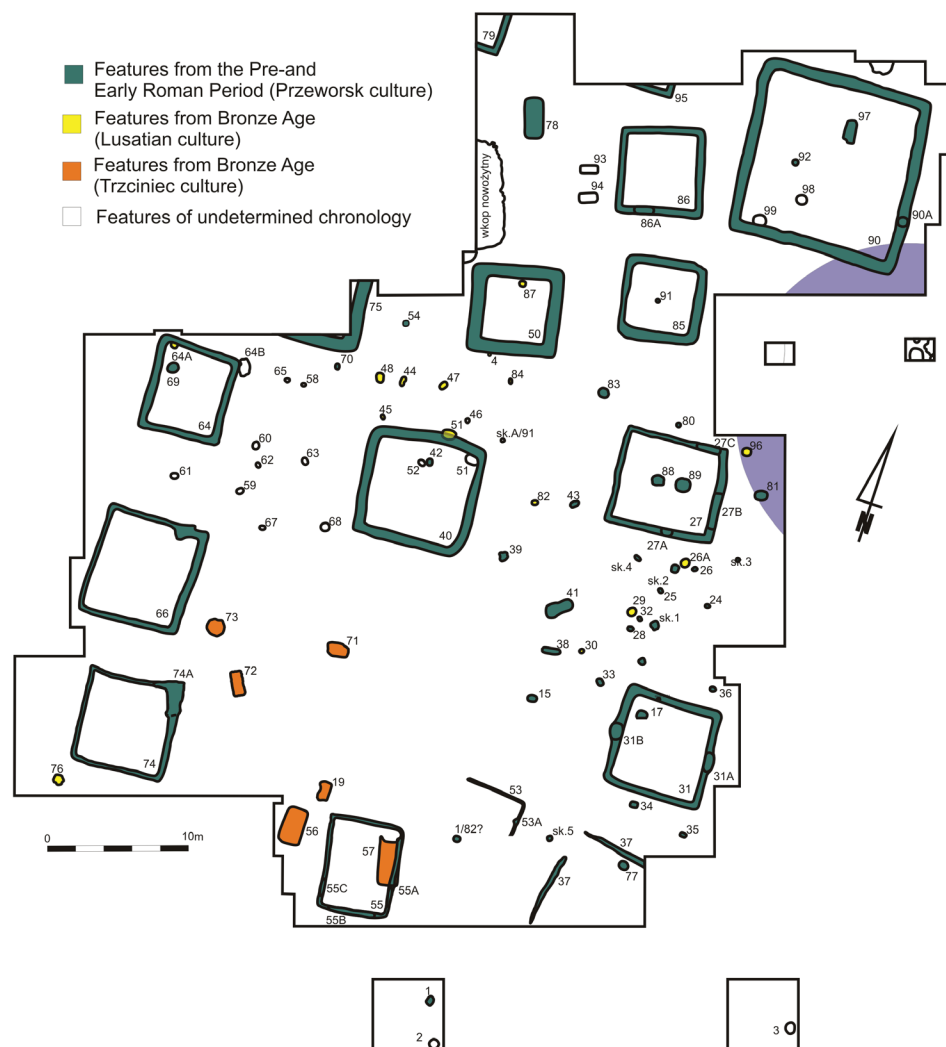 Features from the Pre-and
Early Roman Period (Przeworsk culture)
Features from Bronze Age
(Lusatian culture)
Features from Bronze Age
(Trzciniec culture)
Features of undetermined chronology
79
95
78
97
wkop nowożytny
93
92
94
98
86
86A
99
90A
90
87
91
75
54
50
85
64A
64B
70
4
69
65
58
48
44
47
84
83
45
46
51
sk.A/91
80
64
60
63
27C
96
62
52
42
51
88
89
81
61
59
82
43
27B
67
68
40
27
27A
39
26A
sk.4
26
sk.3
sk.2
25
41
29
32
24
sk.1
66
73
28
71
38
30
74A
72
33
36
15
17
31B
74
31
31A
76
19
53
34
56
53A
1/82?
sk.5
35
37
0
10m
57
37
77
55C
55A
55
55B
1
2
3